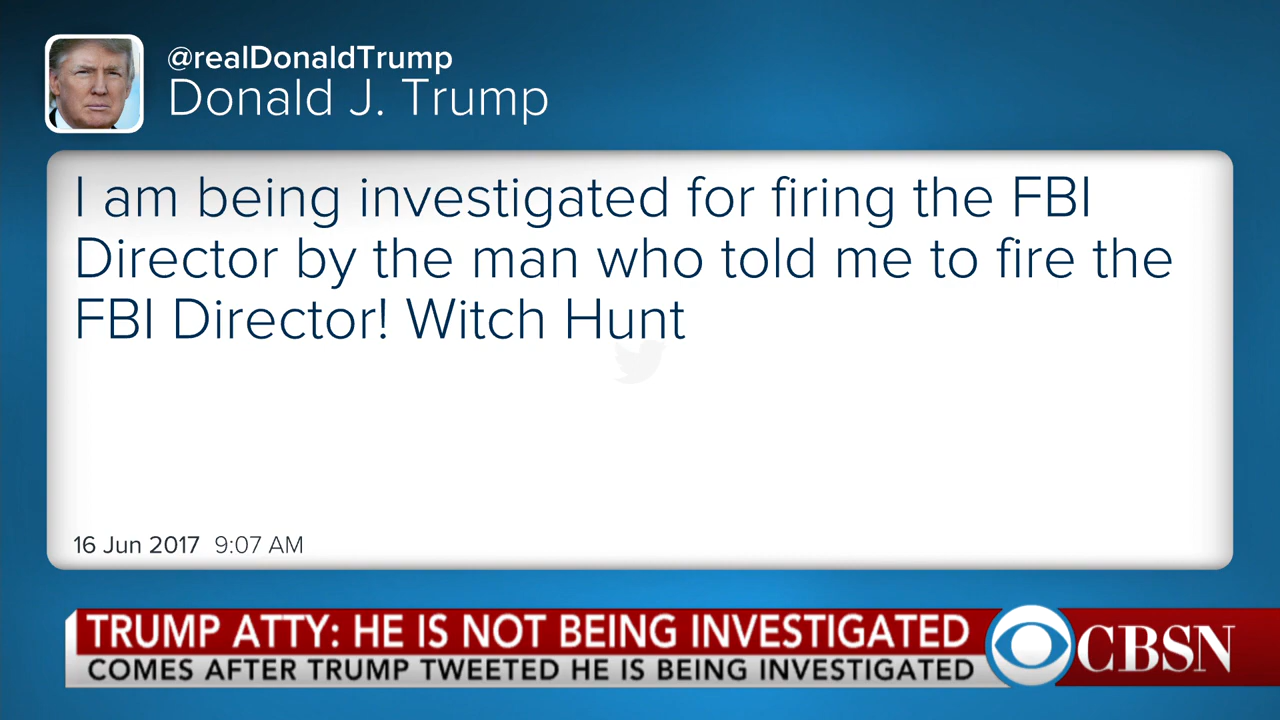 @realDonaldTrump
Donald J. Trump
I am being investigated for firing the FBI
Director by the man who told me to fire the
FBI Director! Witch Hunt
16 Jun 2017 9:07 AM
TRUMP ATTY: HE IS NOT BEING INVESTIGATED
COMES AFTER TRUMP TWEETED HE IS BEING INVESTIGATED
CBSN